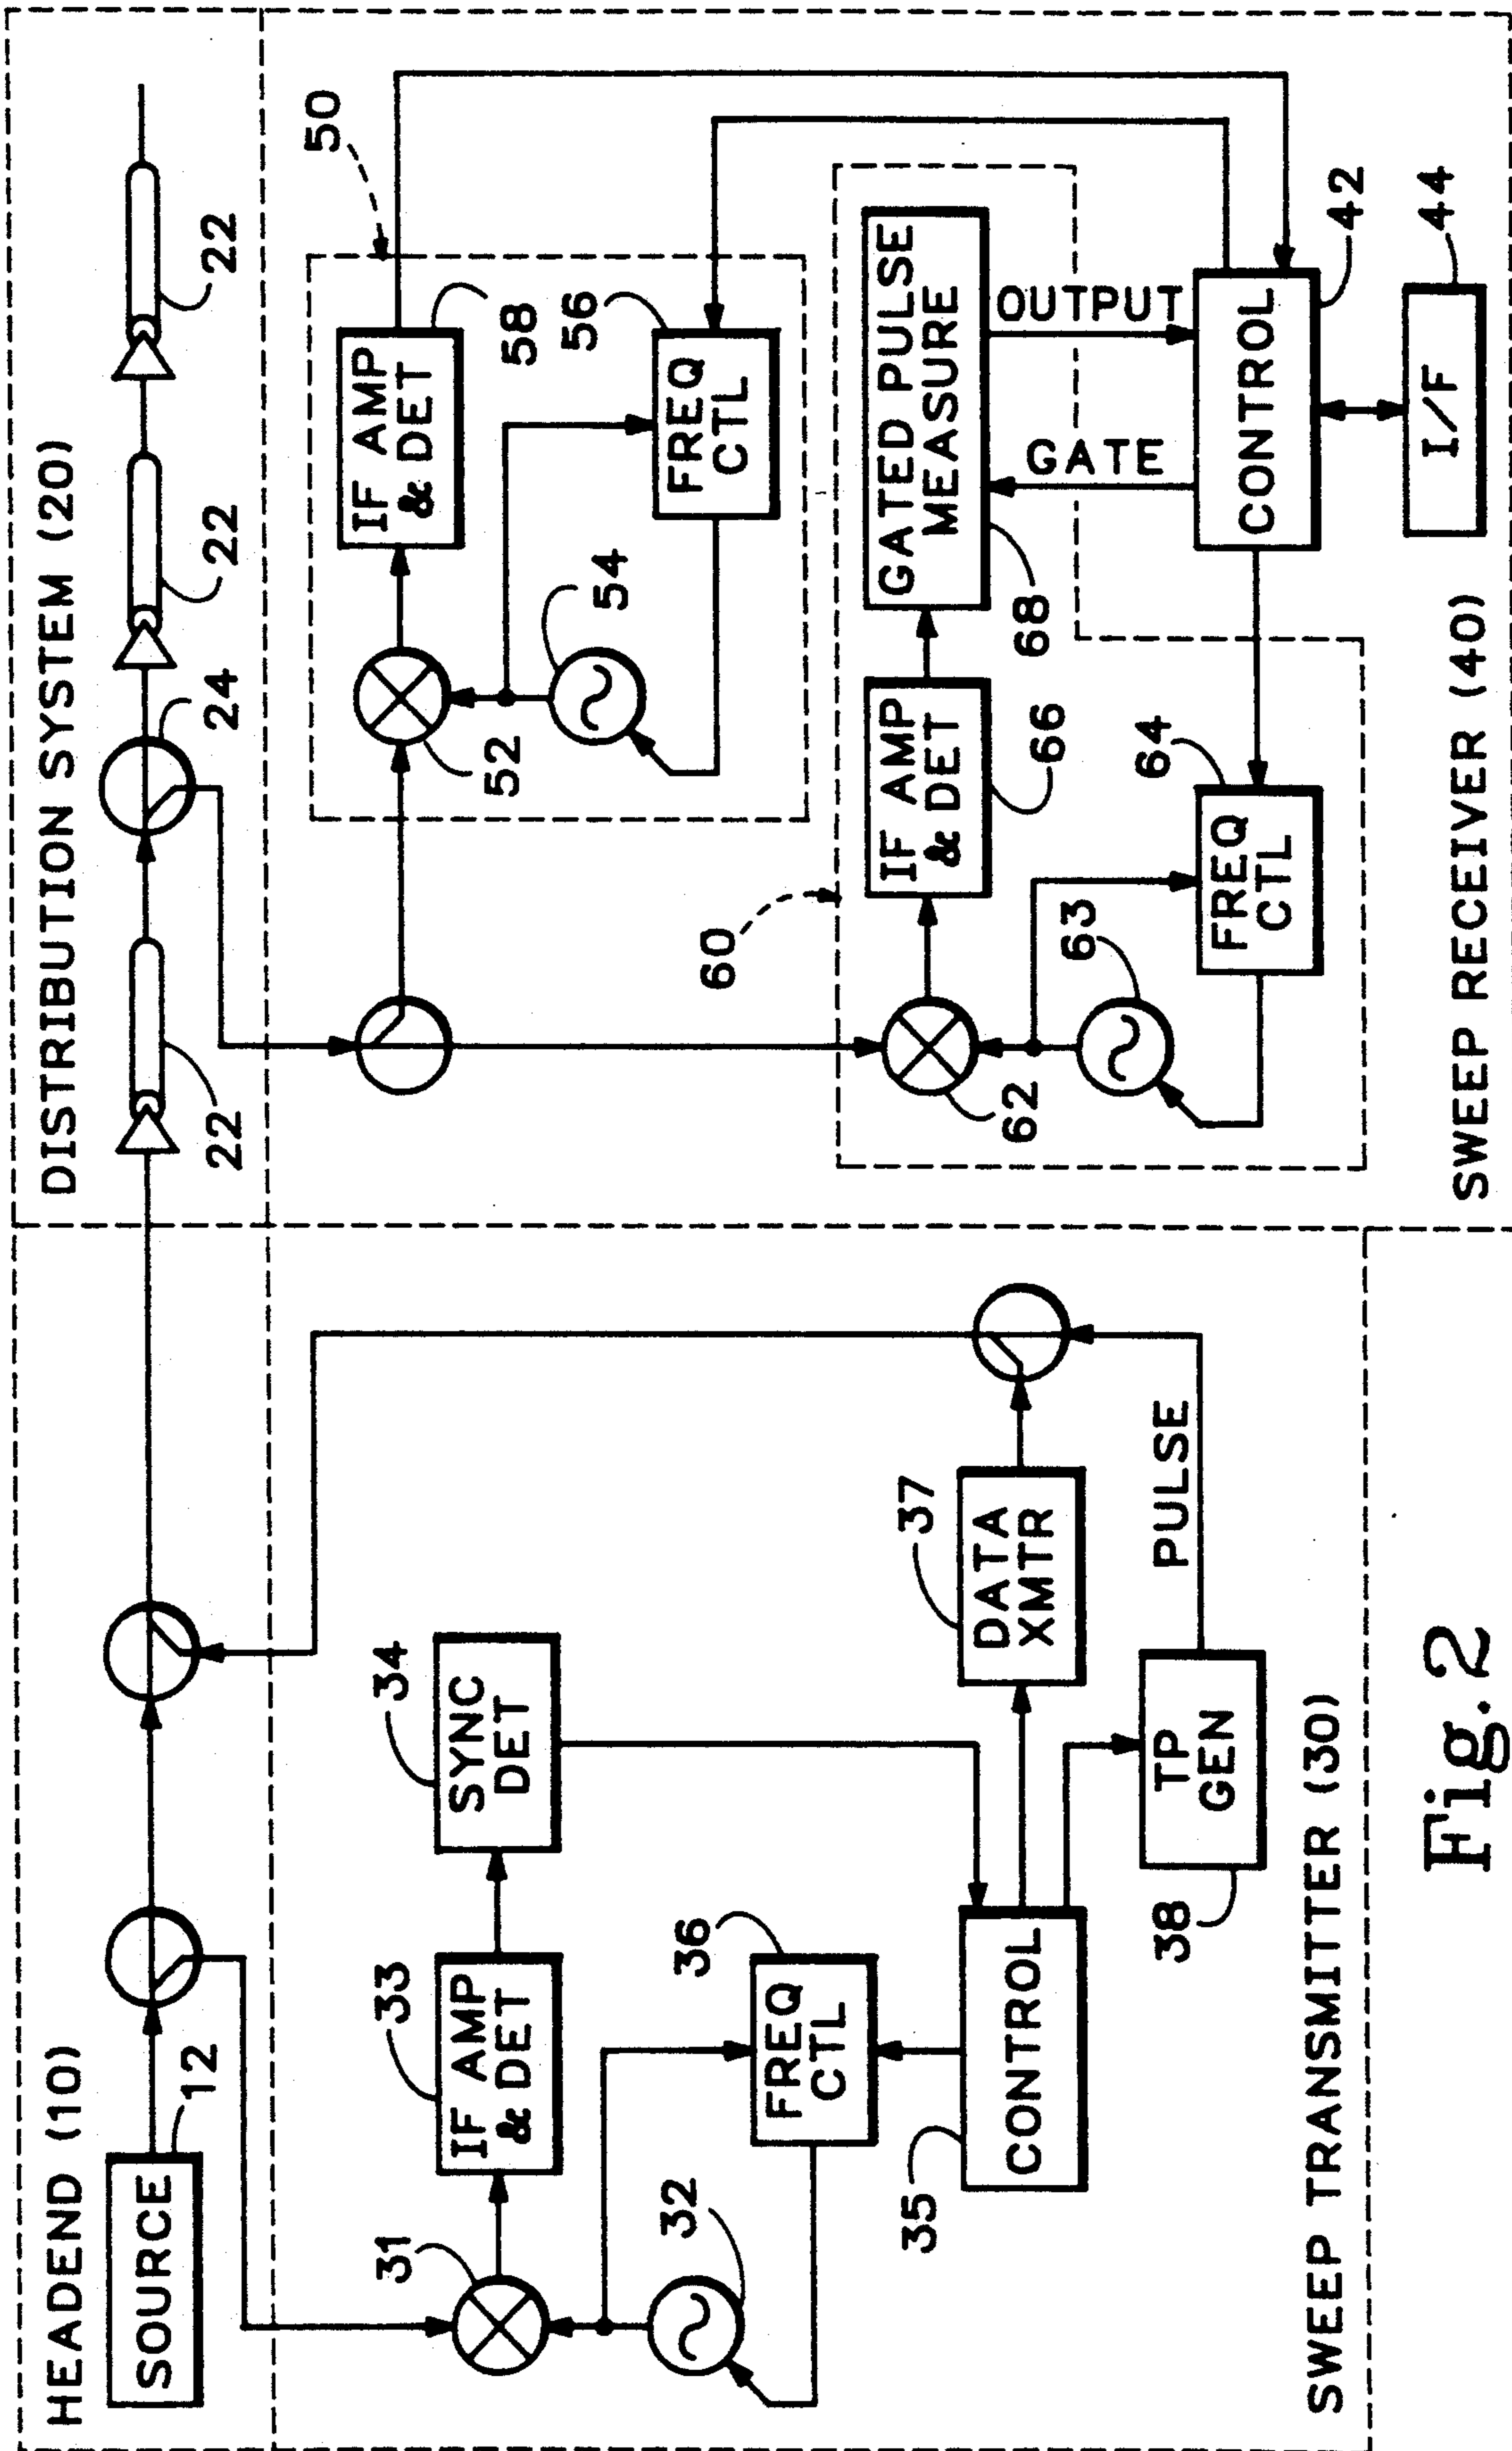 HEADEND (10)
SOURCE
12
DISTRIBUTION SYSTEM (20)
22
24
22
22
31
33
IF AMP
& DET
34
SYNC
DET
32
36
FREQ
CTL
35
CONTROL
37
DATA
XMTR
38
TP
GEN
PULSE
SWEEP TRANSMITTER (30)
50
52
IF AMP
& DET
58
54
56
FREQ
CTL
60
62
IF AMP
& DET
66
GATED PULSE
MEASURE
68
63
64
FREQ
CTL
GATE
OUTPUT
CONTROL
42
I/F
44
SWEEP RECEIVER (40)
Fig. 2